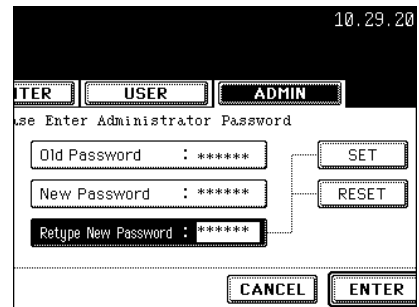 10.29.20
NTER USER ADMIN
se Enter Administrator Password
Old Password : ****** SET
New Password : ****** RESET
Retype New Password : ******
CANCEL ENTER